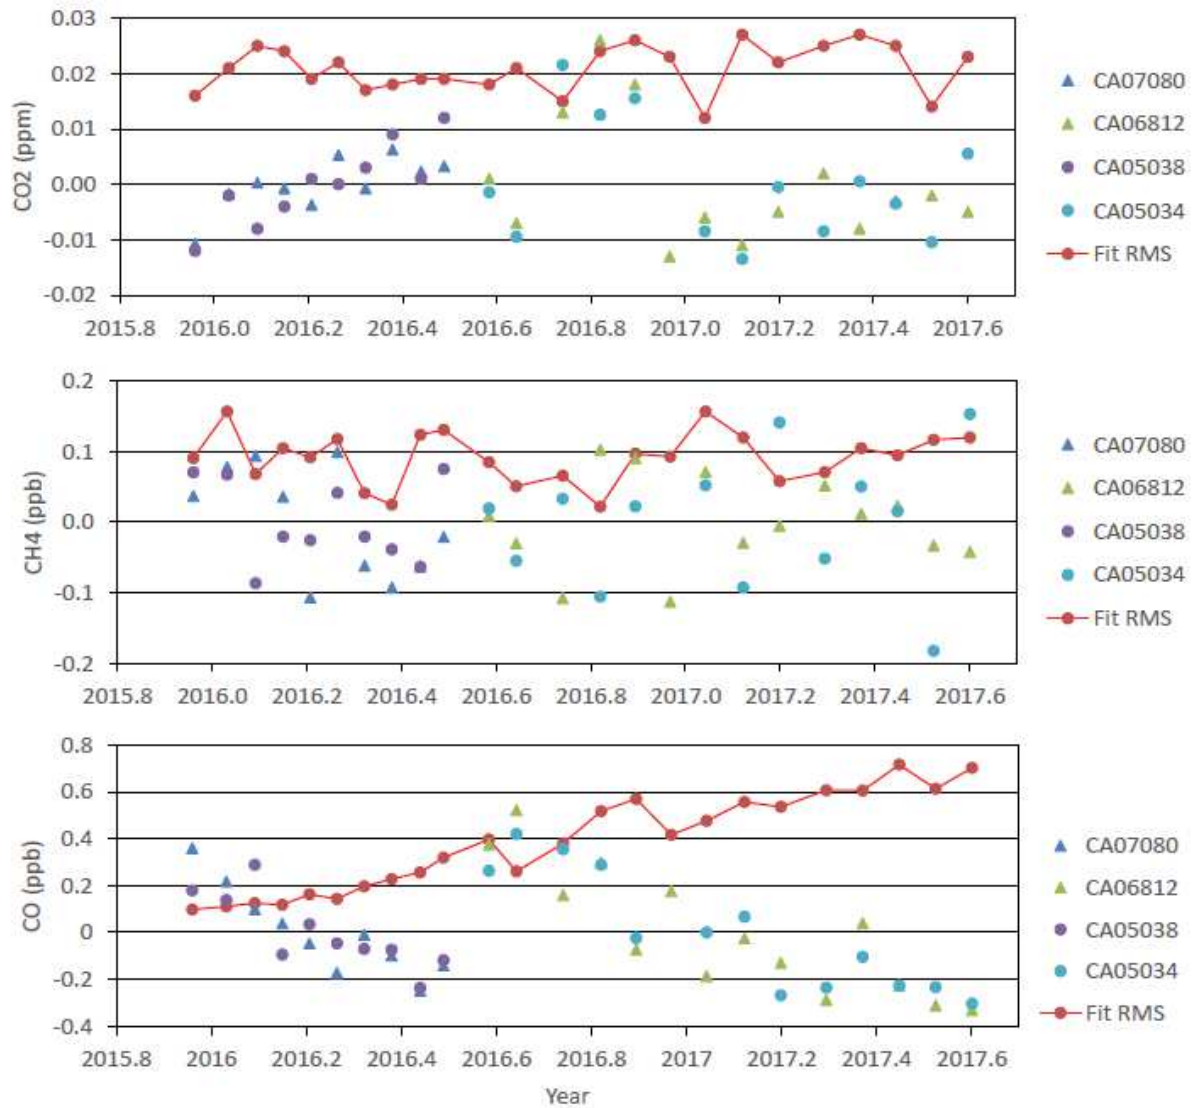 0.03
0.02
0.01
0.00
-0.01
-0.02
CO2 (ppm)
2015.8 2016.0 2016.2 2016.4 2016.6 2016.8 2017.0 2017.2 2017.4 2017.6
CA07080
CA06812
CA05038
CA05034
Fit RMS
0.2
0.1
0.0
-0.1
-0.2
CH4 (ppb)
2015.8 2016.0 2016.2 2016.4 2016.6 2016.8 2017.0 2017.2 2017.4 2017.6
CA07080
CA06812
CA05038
CA05034
Fit RMS
0.8
0.6
0.4
0.2
0
-0.2
-0.4
CO (ppb)
2015.8 2016 2016.2 2016.4 2016.6 2016.8 2017 2017.2 2017.4 2017.6
Year
CA07080
CA06812
CA05038
CA05034
Fit RMS